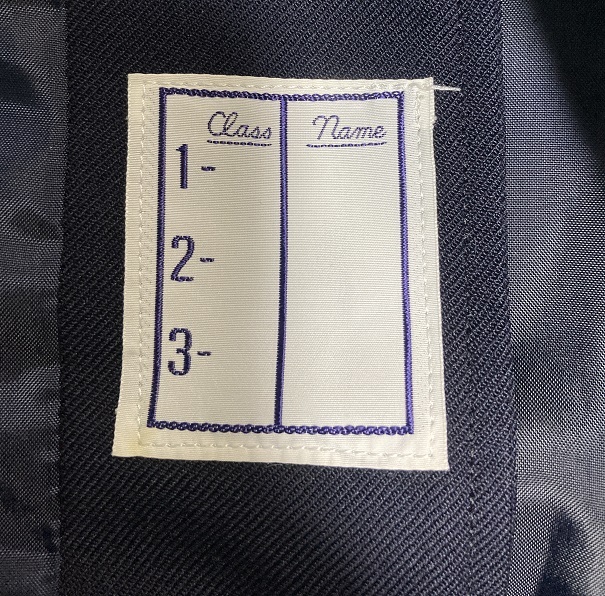 Class Name
1-
2-
3-